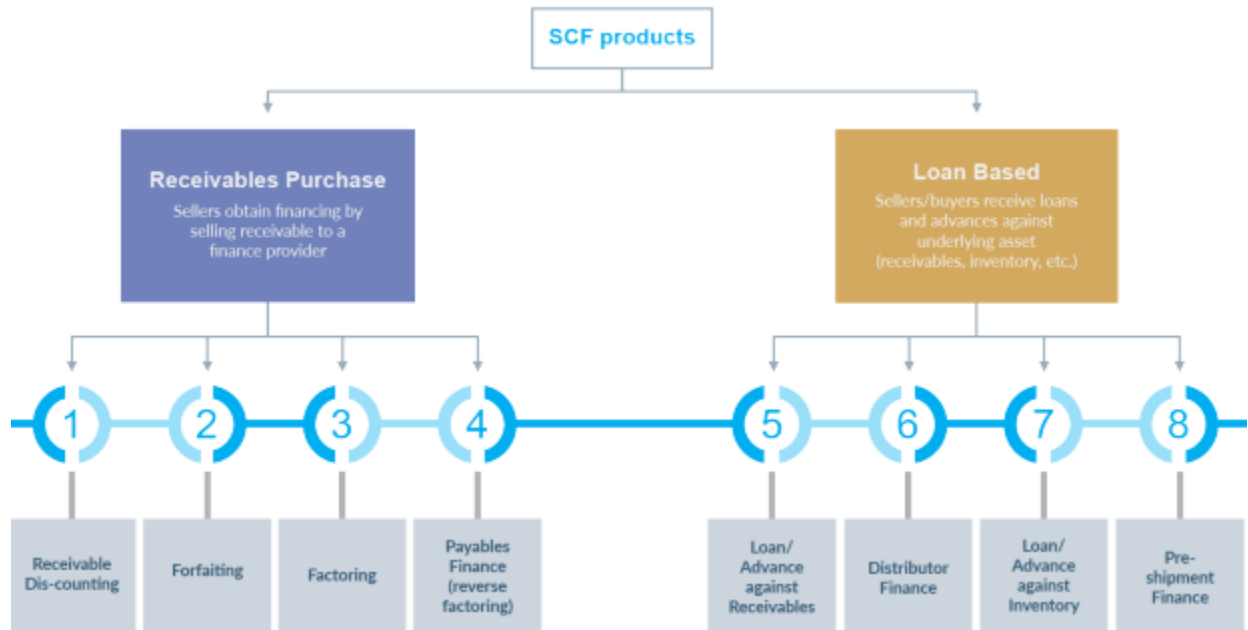 SCF products
Receivables Purchase
Sellers obtain financing by
selling receivable to a
finance provider
Loan Based
Sellers/buyers receive loans
and advances against
underlying asset
(receivables, inventory, etc.)
1
2
3
4
5
6
7
8
Receivable
Dis-counting
Forfaiting
Factoring
Payables
Finance
(reverse
factoring)
Loan/
Advance
against
Receivables
Distributor
Finance
Loan/
Advance
against
Inventory
Pre-
shipment
Finance